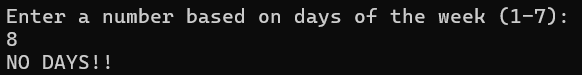 Enter a number based on days of the week (1-7):
8
NO DAYS!!